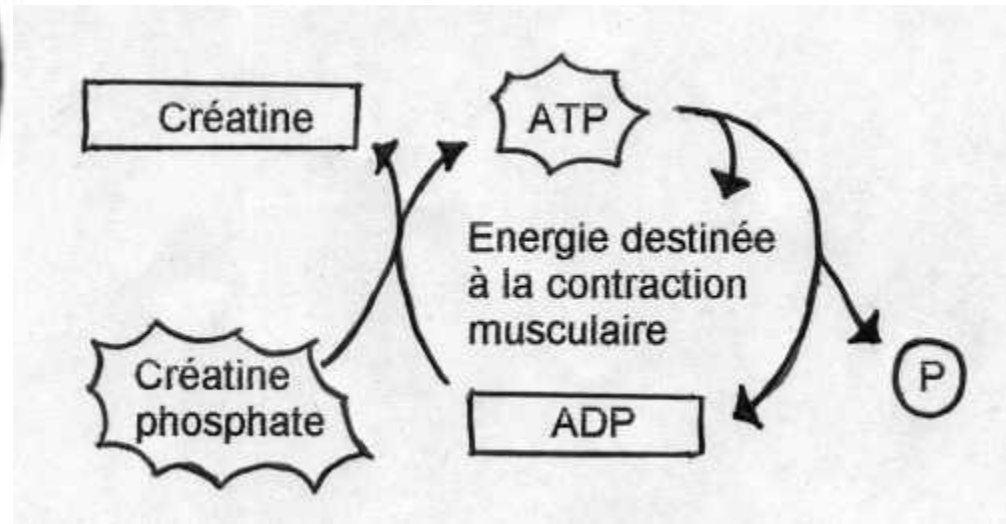 Créatine
ATP
Energie destinée
à la contraction
musculaire
Créatine
phosphate
ADP
P